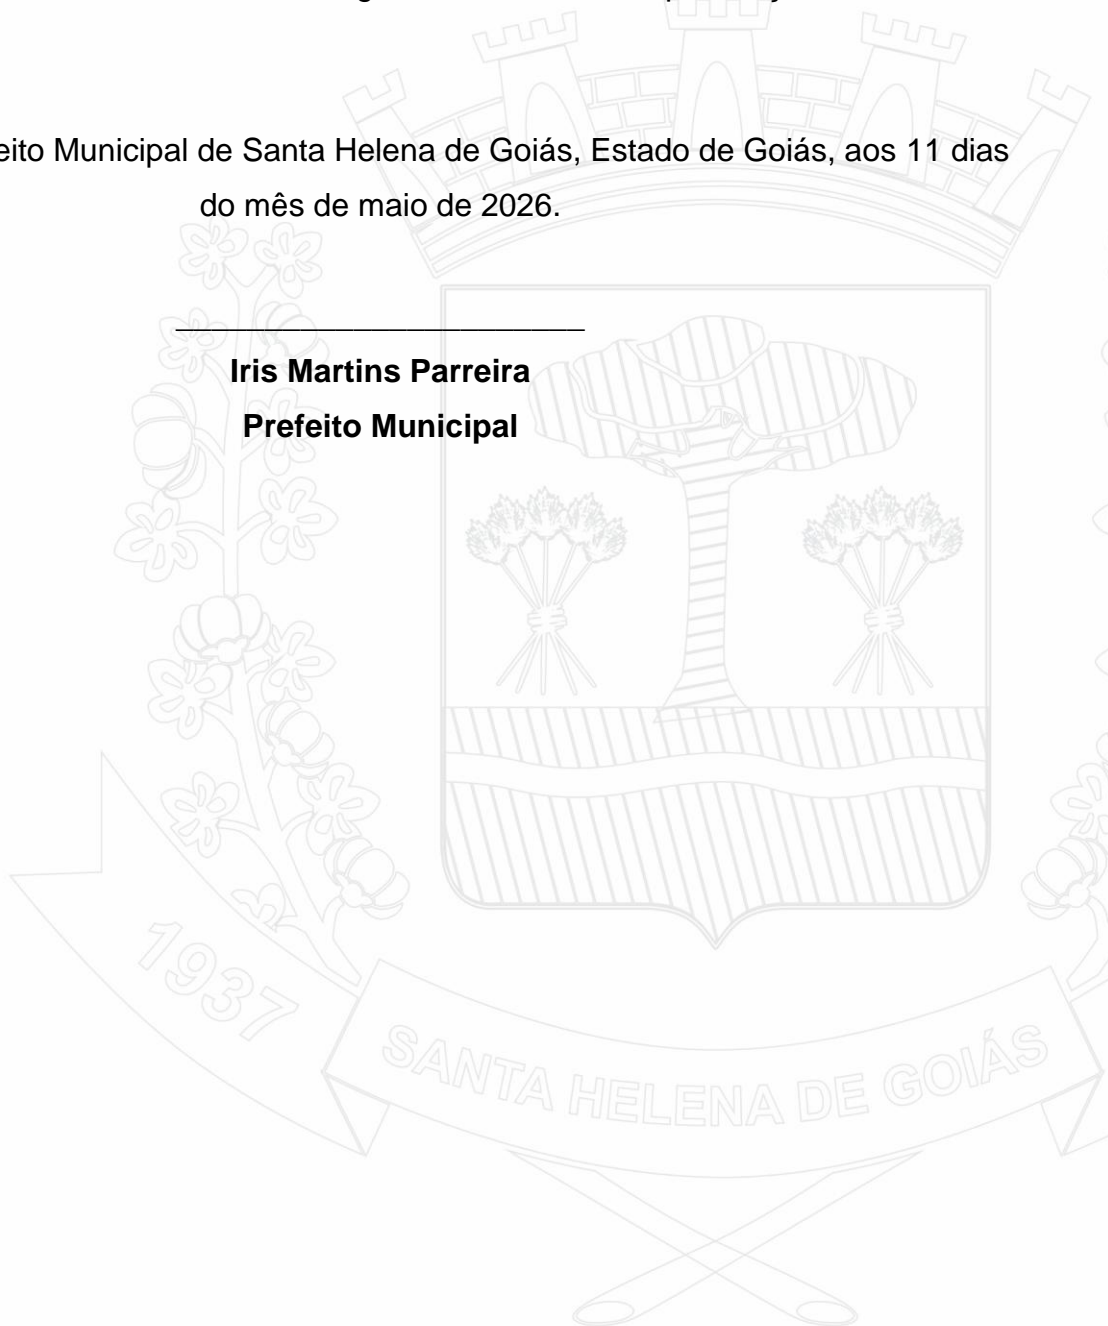 eito Municipal de Santa Helena de Goiás, Estado de Goiás, aos 11 dias
do mês de maio de 2026.
Iris Martins Parreira
Prefeito Municipal
1937
SANTA HELENA DE GOIÁS